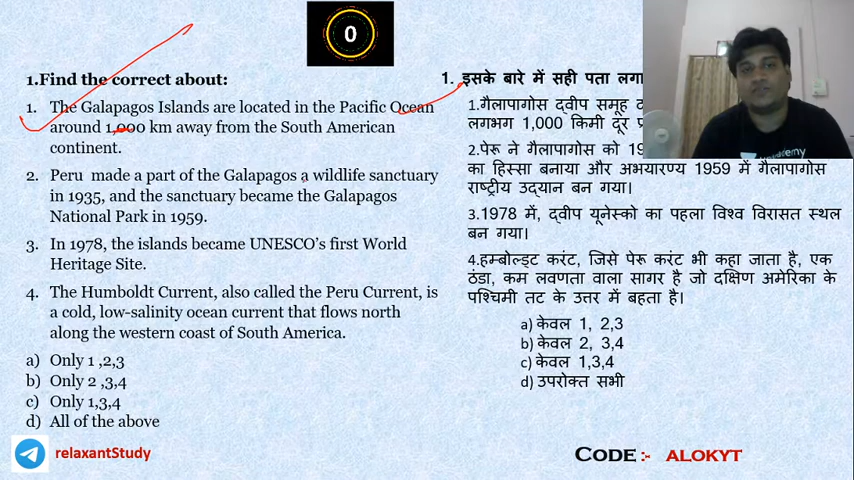 0
1.Find the correct about:
1. The Galapagos Islands are located in the Pacific Ocean
around 1,000 km away from the South American
continent.
2. Peru made a part of the Galapagos a wildlife sanctuary
in 1935, and the sanctuary became the Galapagos
National Park in 1959.
3. In 1978, the islands became UNESCO's first World
Heritage Site.
4. The Humboldt Current, also called the Peru Current, is
a cold, low-salinity ocean current that flows north
along the western coast of South America.
a) Only 1 ,2,3
b) Only 2 ,3,4
c) Only 1,3,4
d) All of the above
1. इसके बारे में सही पता
1.गैलापागोस द्वीप समूह
लगभग 1,000 किमी दूर
2.पेरू ने गैलापागोस को
का हिस्सा बनाया और अभयारण्य 1959 में गैलापागोस
राष्ट्रीय उद्यान बन गया।
3.1978 में, द्वीप यूनेस्को का पहला विश्व विरासत स्थल
बन गया।
4.हम्बोल्ड्ट करंट, जिसे पेरू करंट भी कहा जाता है, एक
ठंडा, कम लवणता वाला सागर है जो दक्षिण अमेरिका के
पश्चिमी तट के उत्तर में बहता है।
a) केवल 1, 2,3
b) केवल 2, 3,4
c) केवल 1,3,4
d) उपरोक्त सभी
relaxantStudy
CODE :- ALOKYT